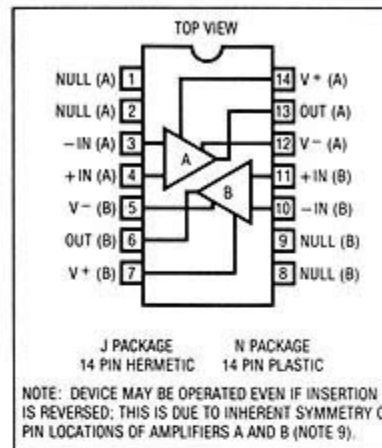 TOP VIEW
NULL (A) 1
14 V+ (A)
NULL (A) 2
13 OUT (A)
−IN (A) 3
12 V− (A)
+IN (A) 4
11 +IN (B)
V− (B) 5
10 −IN (B)
OUT (B) 6
9 NULL (B)
V+ (B) 7
8 NULL (B)
A
B
J PACKAGE
14 PIN HERMETIC
N PACKAGE
14 PIN PLASTIC
NOTE: DEVICE MAY BE OPERATED EVEN IF INSERTION
IS REVERSED; THIS IS DUE TO INHERENT SYMMETRY
PIN LOCATIONS OF AMPLIFIERS A AND B (NOTE 9).